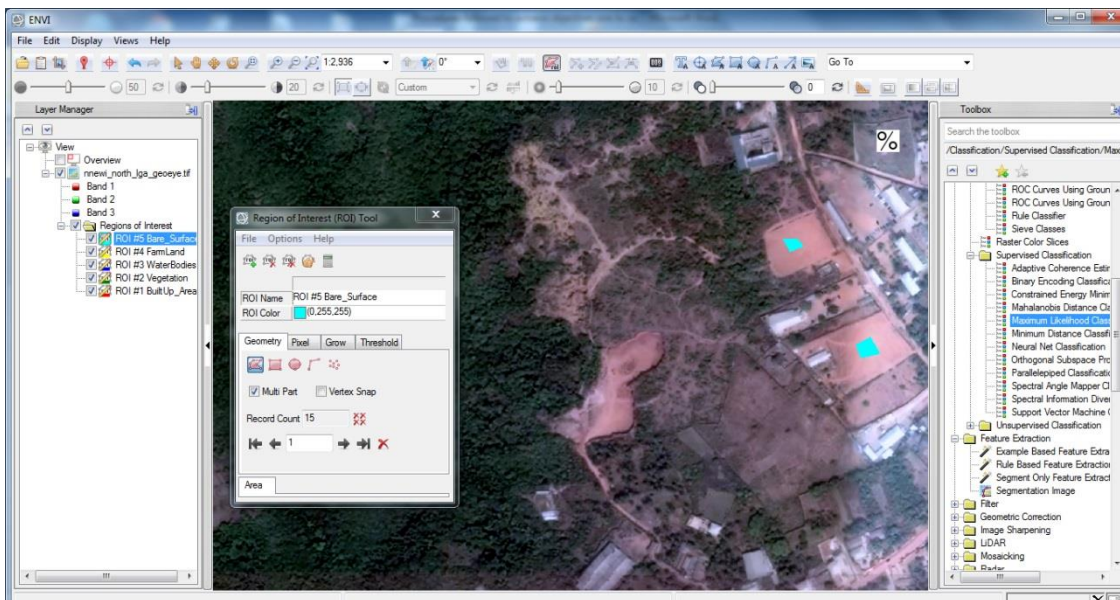 ENVI
File Edit Display Views Help
1:2,936
0°
Go To
50
20
Custom
10
0
Layer Manager
View
Overview
nnewi_north_lga_geoeye.tif
Band 1
Band 2
Band 3
Regions of Interest
ROI #5 Bare_Surface
ROI #4 FarmLand
ROI #3 WaterBodies
ROI #2 Vegetation
ROI #1 BuiltUp_Area
Region of Interest (ROI) Tool
File Options Help
ROI Name ROI #5 Bare_Surface
ROI Color (0,255,255)
Geometry Pixel Grow Threshold
Multi Part Vertex Snap
Record Count 15
1
Area
%
Toolbox
Search the toolbox
/Classification/Supervised Classification/Max
ROC Curves Using Groun
ROC Curves Using Groun
Rule Classifier
Sieve Classes
Raster Color Slices
Supervised Classification
Adaptive Coherence Estir
Binary Encoding Classifica
Constrained Energy Minim
Mahalanobis Distance Cla
Maximum Likelihood Class
Minimum Distance Classifi
Neural Net Classification
Orthogonal Subspace Pro
Parallelepiped Classificatic
Spectral Angle Mapper Cl
Spectral Information Diver
Support Vector Machine C
Unsupervised Classification
Feature Extraction
Example Based Feature Extra
Rule Based Feature Extraction
Segment Only Feature Extract
Segmentation Image
Filter
Geometric Correction
Image Sharpening
LiDAR
Mosaicking
Radar